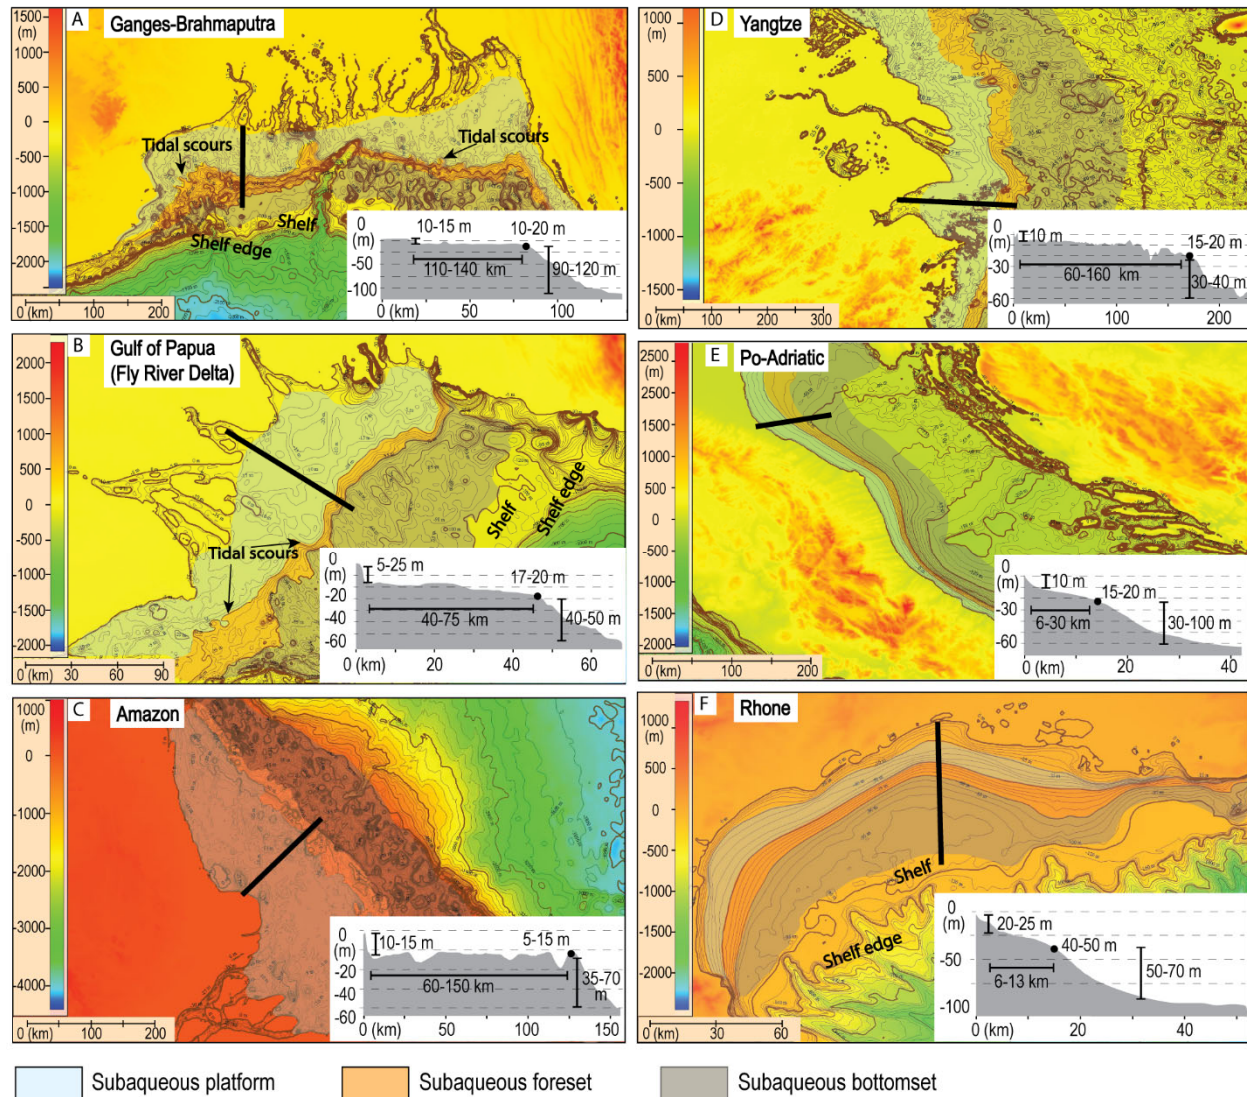 A
Ganges-Brahmaputra
1500
(m)
1000
500
0
-500
-1000
-1500
-2000
Tidal scours
Tidal scours
Shelf
Shelf edge
0 (km) 100 200
0
(m)
-50
-100
10-15 m
10-20 m
110-140 km
90-120 m
0 (km) 50 100
B
Gulf of Papua
(Fly River Delta)
2000
(m)
1500
1000
500
0
-500
-1000
-1500
-2000
Tidal scours
Shelf
Shelf edge
0 (km) 30 60 90
0
(m)
-20
-40
-60
5-25 m
17-20 m
40-75 km
40-50 m
0 (km) 20 40 60
C
Amazon
(m)
0
-1000
-2000
-3000
-4000
0 (km) 100 200
0
(m)
-20
-40
-60
10-15 m
5-15 m
60-150 km
35-70
m
0 (km) 50 100 150
D
Yangtze
1000
(m)
500
0
-500
-1000
-1500
0 (km) 100 200 300
0
(m)
-30
-60
10 m
15-20 m
60-160 km
30-40 m
0 (km) 100 200
E
Po-Adriatic
2500
(m)
2000
1500
1000
500
0
-500
-1000
-1500
-2000
0 (km) 100 200
0
(m)
-30
-60
10 m
15-20 m
6-30 km
30-100 m
0 (km) 20 40
F
Rhone
1000
(m)
500
0
-500
-1000
-1500
-2000
Shelf
Shelf edge
0 (km) 30 60
0
(m)
-50
-100
20-25 m
40-50 m
6-13 km
50-70 m
0 (km) 20 40
Subaqueous platform
Subaqueous foreset
Subaqueous bottomset